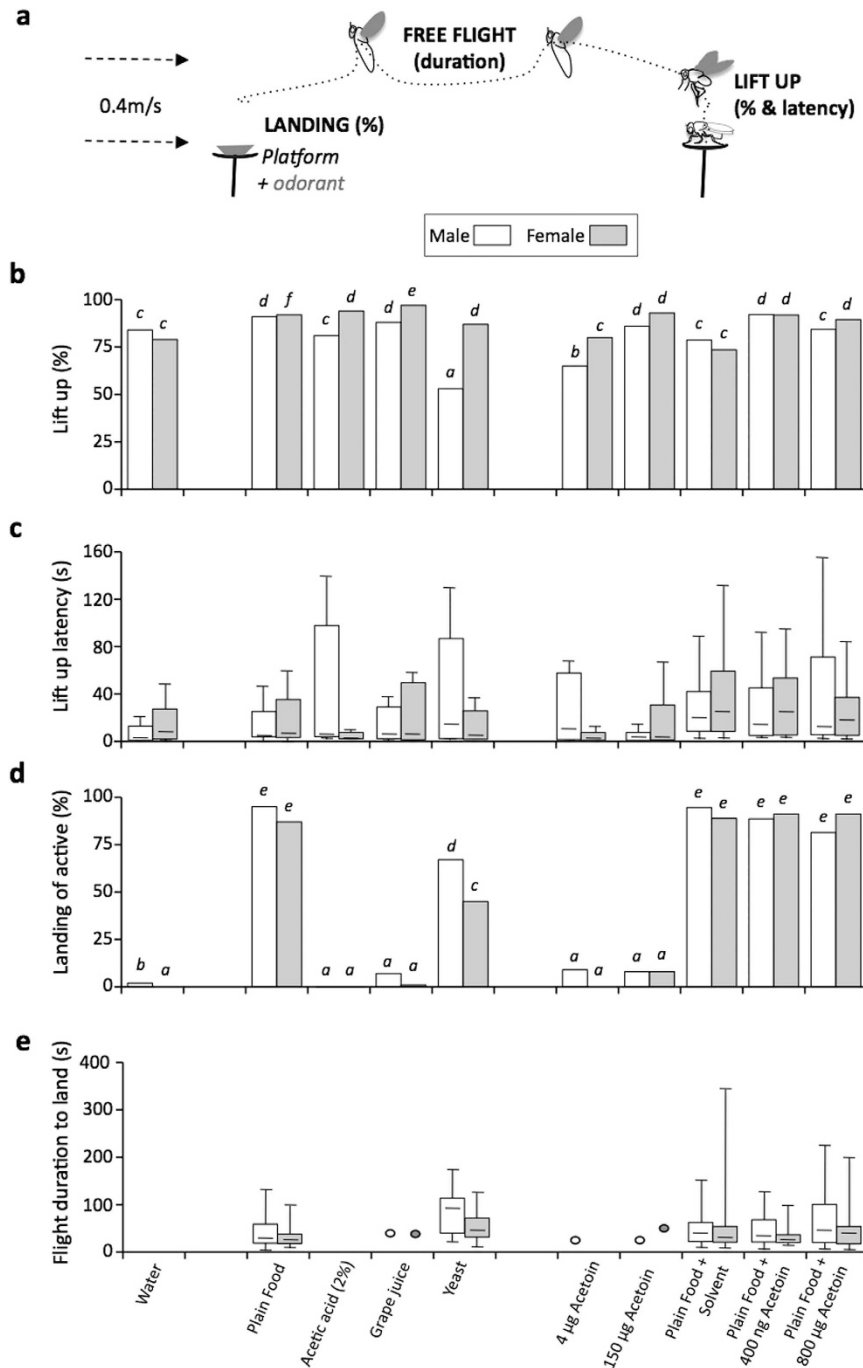 a
FREE FLIGHT
(duration)
LIFT UP
(% & latency)
0.4m/s
LANDING (%)
Platform
+ odorant
Male Female
b
Lift up (%)
100
75
50
25
0
c c d f c d d e a d b c d d c c d d c d
c
Lift up latency (s)
160
120
80
40
0
d
Landing of active (%)
100
75
50
25
0
b a e e a a a a d c a a a a e e e e e e
e
Flight duration to land (s)
400
300
200
100
0
Water
Plain Food
Acetic acid (2%)
Grape juice
Yeast
4 µg Acetoin
150 µg Acetoin
Plain Food +
Solvent
Plain Food +
400 ng Acetoin
Plain Food +
800 µg Acetoin